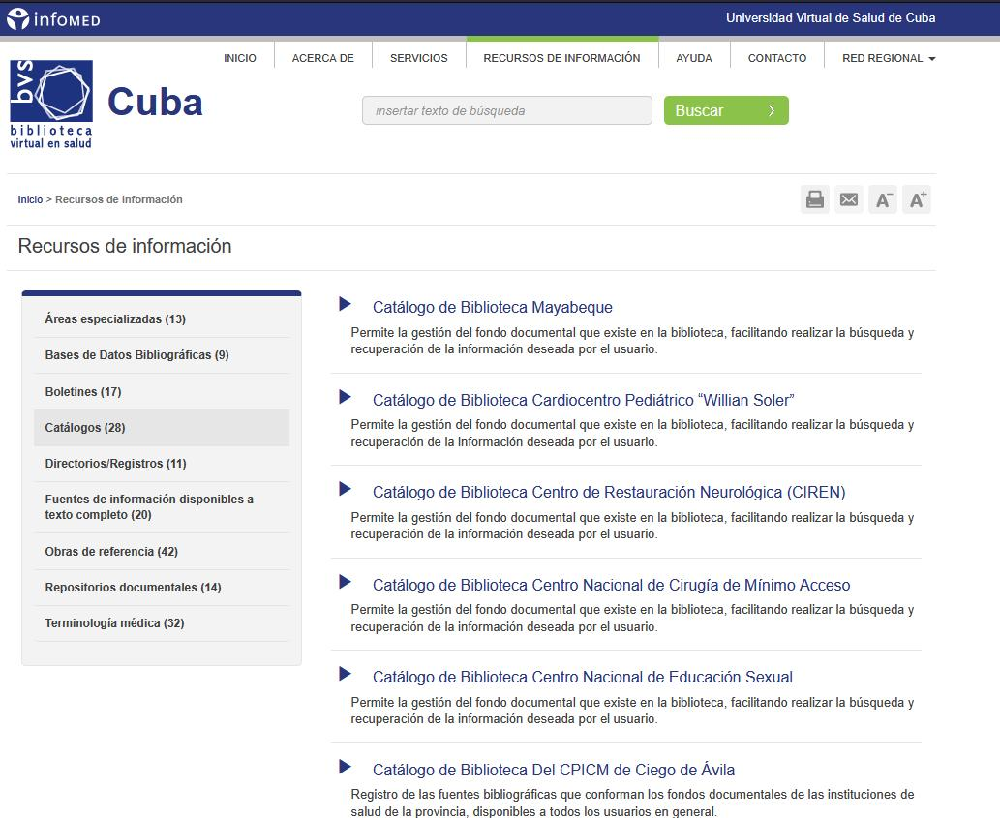 infoMED
Universidad Virtual de Salud de Cuba
INICIO
ACERCA DE
SERVICIOS
RECURSOS DE INFORMACIÓN
AYUDA
CONTACTO
RED REGIONAL
bvs
biblioteca
virtual en salud
Cuba
insertar texto de búsqueda
Buscar
Inicio > Recursos de información
A-
A+
Recursos de información
Áreas especializadas (13)
Bases de Datos Bibliográficas (9)
Boletines (17)
Catálogos (28)
Directorios/Registros (11)
Fuentes de información disponibles a
texto completo (20)
Obras de referencia (42)
Repositorios documentales (14)
Terminología médica (32)
Catálogo de Biblioteca Mayabeque
Permite la gestión del fondo documental que existe en la biblioteca, facilitando realizar la búsqueda y
recuperación de la información deseada por el usuario.
Catálogo de Biblioteca Cardiocentro Pediátrico “Willian Soler”
Permite la gestión del fondo documental que existe en la biblioteca, facilitando realizar la búsqueda y
recuperación de la información deseada por el usuario.
Catálogo de Biblioteca Centro de Restauración Neurológica (CIREN)
Permite la gestión del fondo documental que existe en la biblioteca, facilitando realizar la búsqueda y
recuperación de la información deseada por el usuario.
Catálogo de Biblioteca Centro Nacional de Cirugía de Mínimo Acceso
Permite la gestión del fondo documental que existe en la biblioteca, facilitando realizar la búsqueda y
recuperación de la información deseada por el usuario.
Catálogo de Biblioteca Centro Nacional de Educación Sexual
Permite la gestión del fondo documental que existe en la biblioteca, facilitando realizar la búsqueda y
recuperación de la información deseada por el usuario.
Catálogo de Biblioteca Del CPICM de Ciego de Ávila
Registro de las fuentes bibliográficas que conforman los fondos documentales de las instituciones de
salud de la provincia, disponibles a todos los usuarios en general.